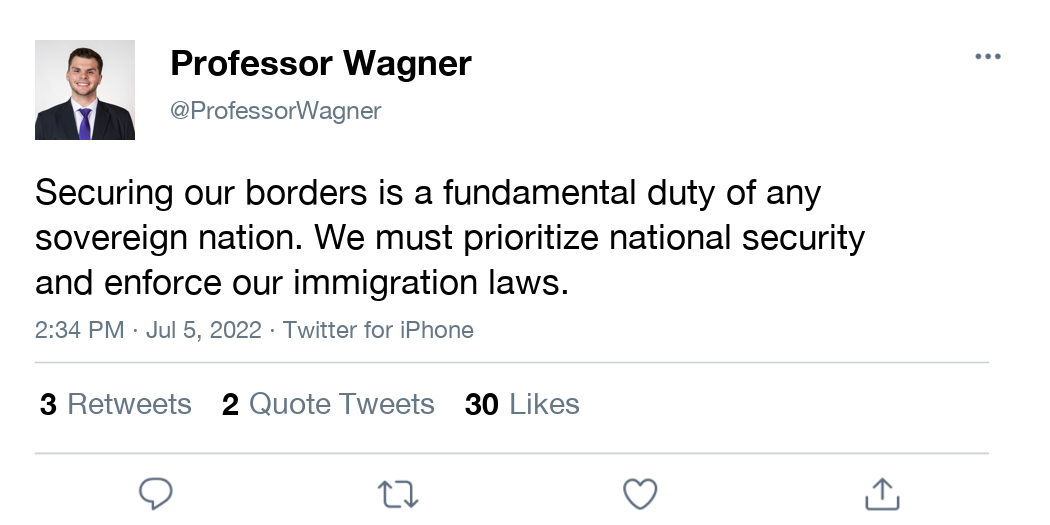 Professor Wagner
@ProfessorWagner
Securing our borders is a fundamental duty of any
sovereign nation. We must prioritize national security
and enforce our immigration laws.
2:34 PM · Jul 5, 2022 · Twitter for iPhone
3 Retweets 2 Quote Tweets 30 Likes